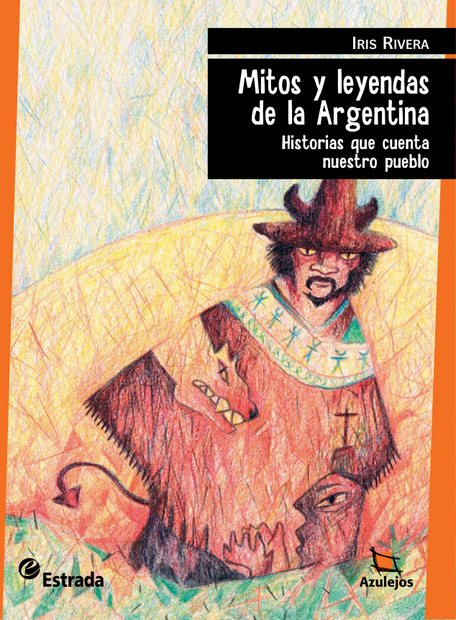 IRIS RIVERA
Mitos y leyendas
de la Argentina
Historias que cuenta
nuestro pueblo
Estrada
Azulejos